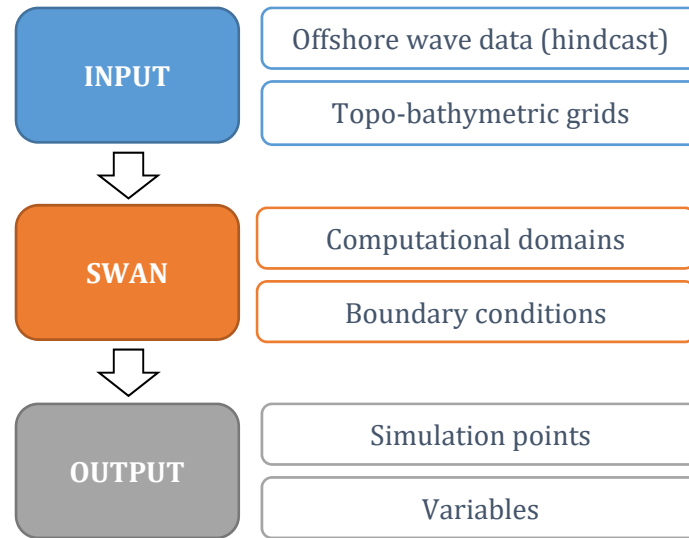 INPUT
Offshore wave data (hindcast)
Topo-bathymetric grids
SWAN
Computational domains
Boundary conditions
OUTPUT
Simulation points
Variables